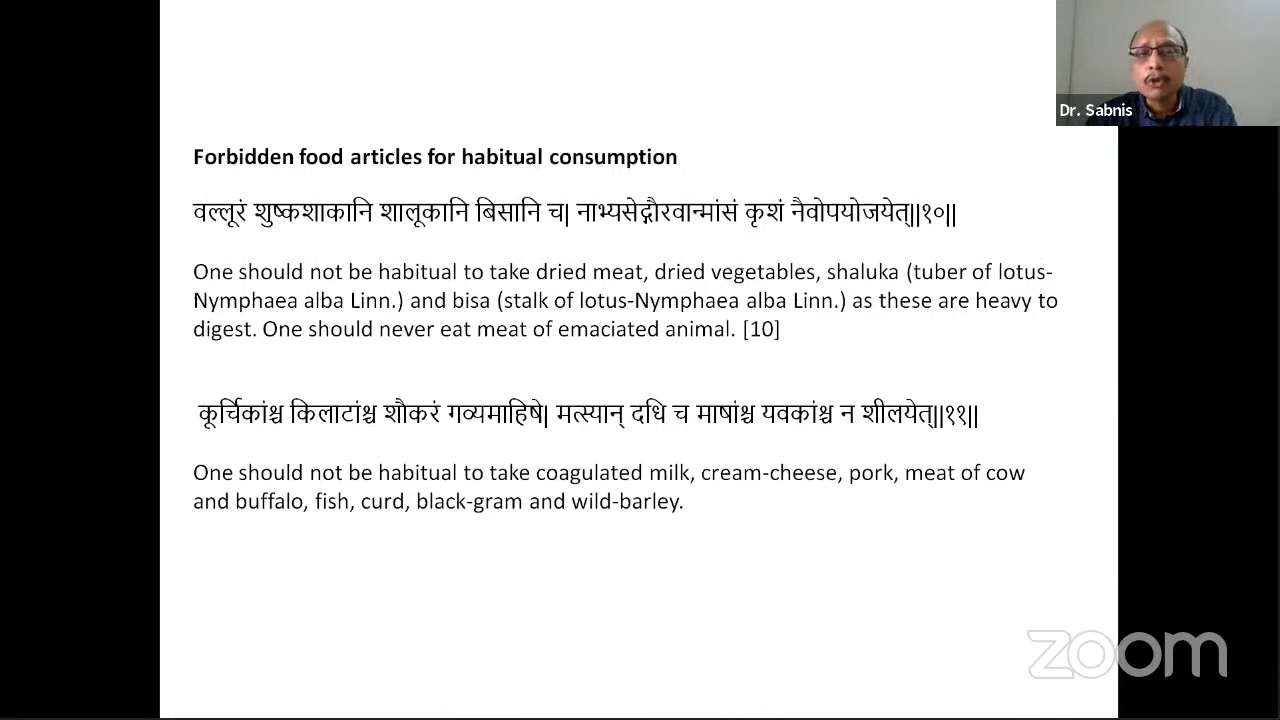 Dr. Sabnis
Forbidden food articles for habitual consumption
वल्लूरं शुष्कशाकानि शालूकानि बिसानि च| नाभ्यसेद्गौरवान्मांसं कृशं नैवोपयोजयेत्||१०||
One should not be habitual to take dried meat, dried vegetables, shaluka (tuber of lotus-
Nymphaea alba Linn.) and bisa (stalk of lotus-Nymphaea alba Linn.) as these are heavy to
digest. One should never eat meat of emaciated animal. [10]
कूर्चिकांश्च किलाटांश्च शौकरं गव्यमाहिषे| मत्स्यान् दधि च माषांश्च यवकांश्च न शीलयेत्||११||
One should not be habitual to take coagulated milk, cream-cheese, pork, meat of cow
and buffalo, fish, curd, black-gram and wild-barley.
zoom